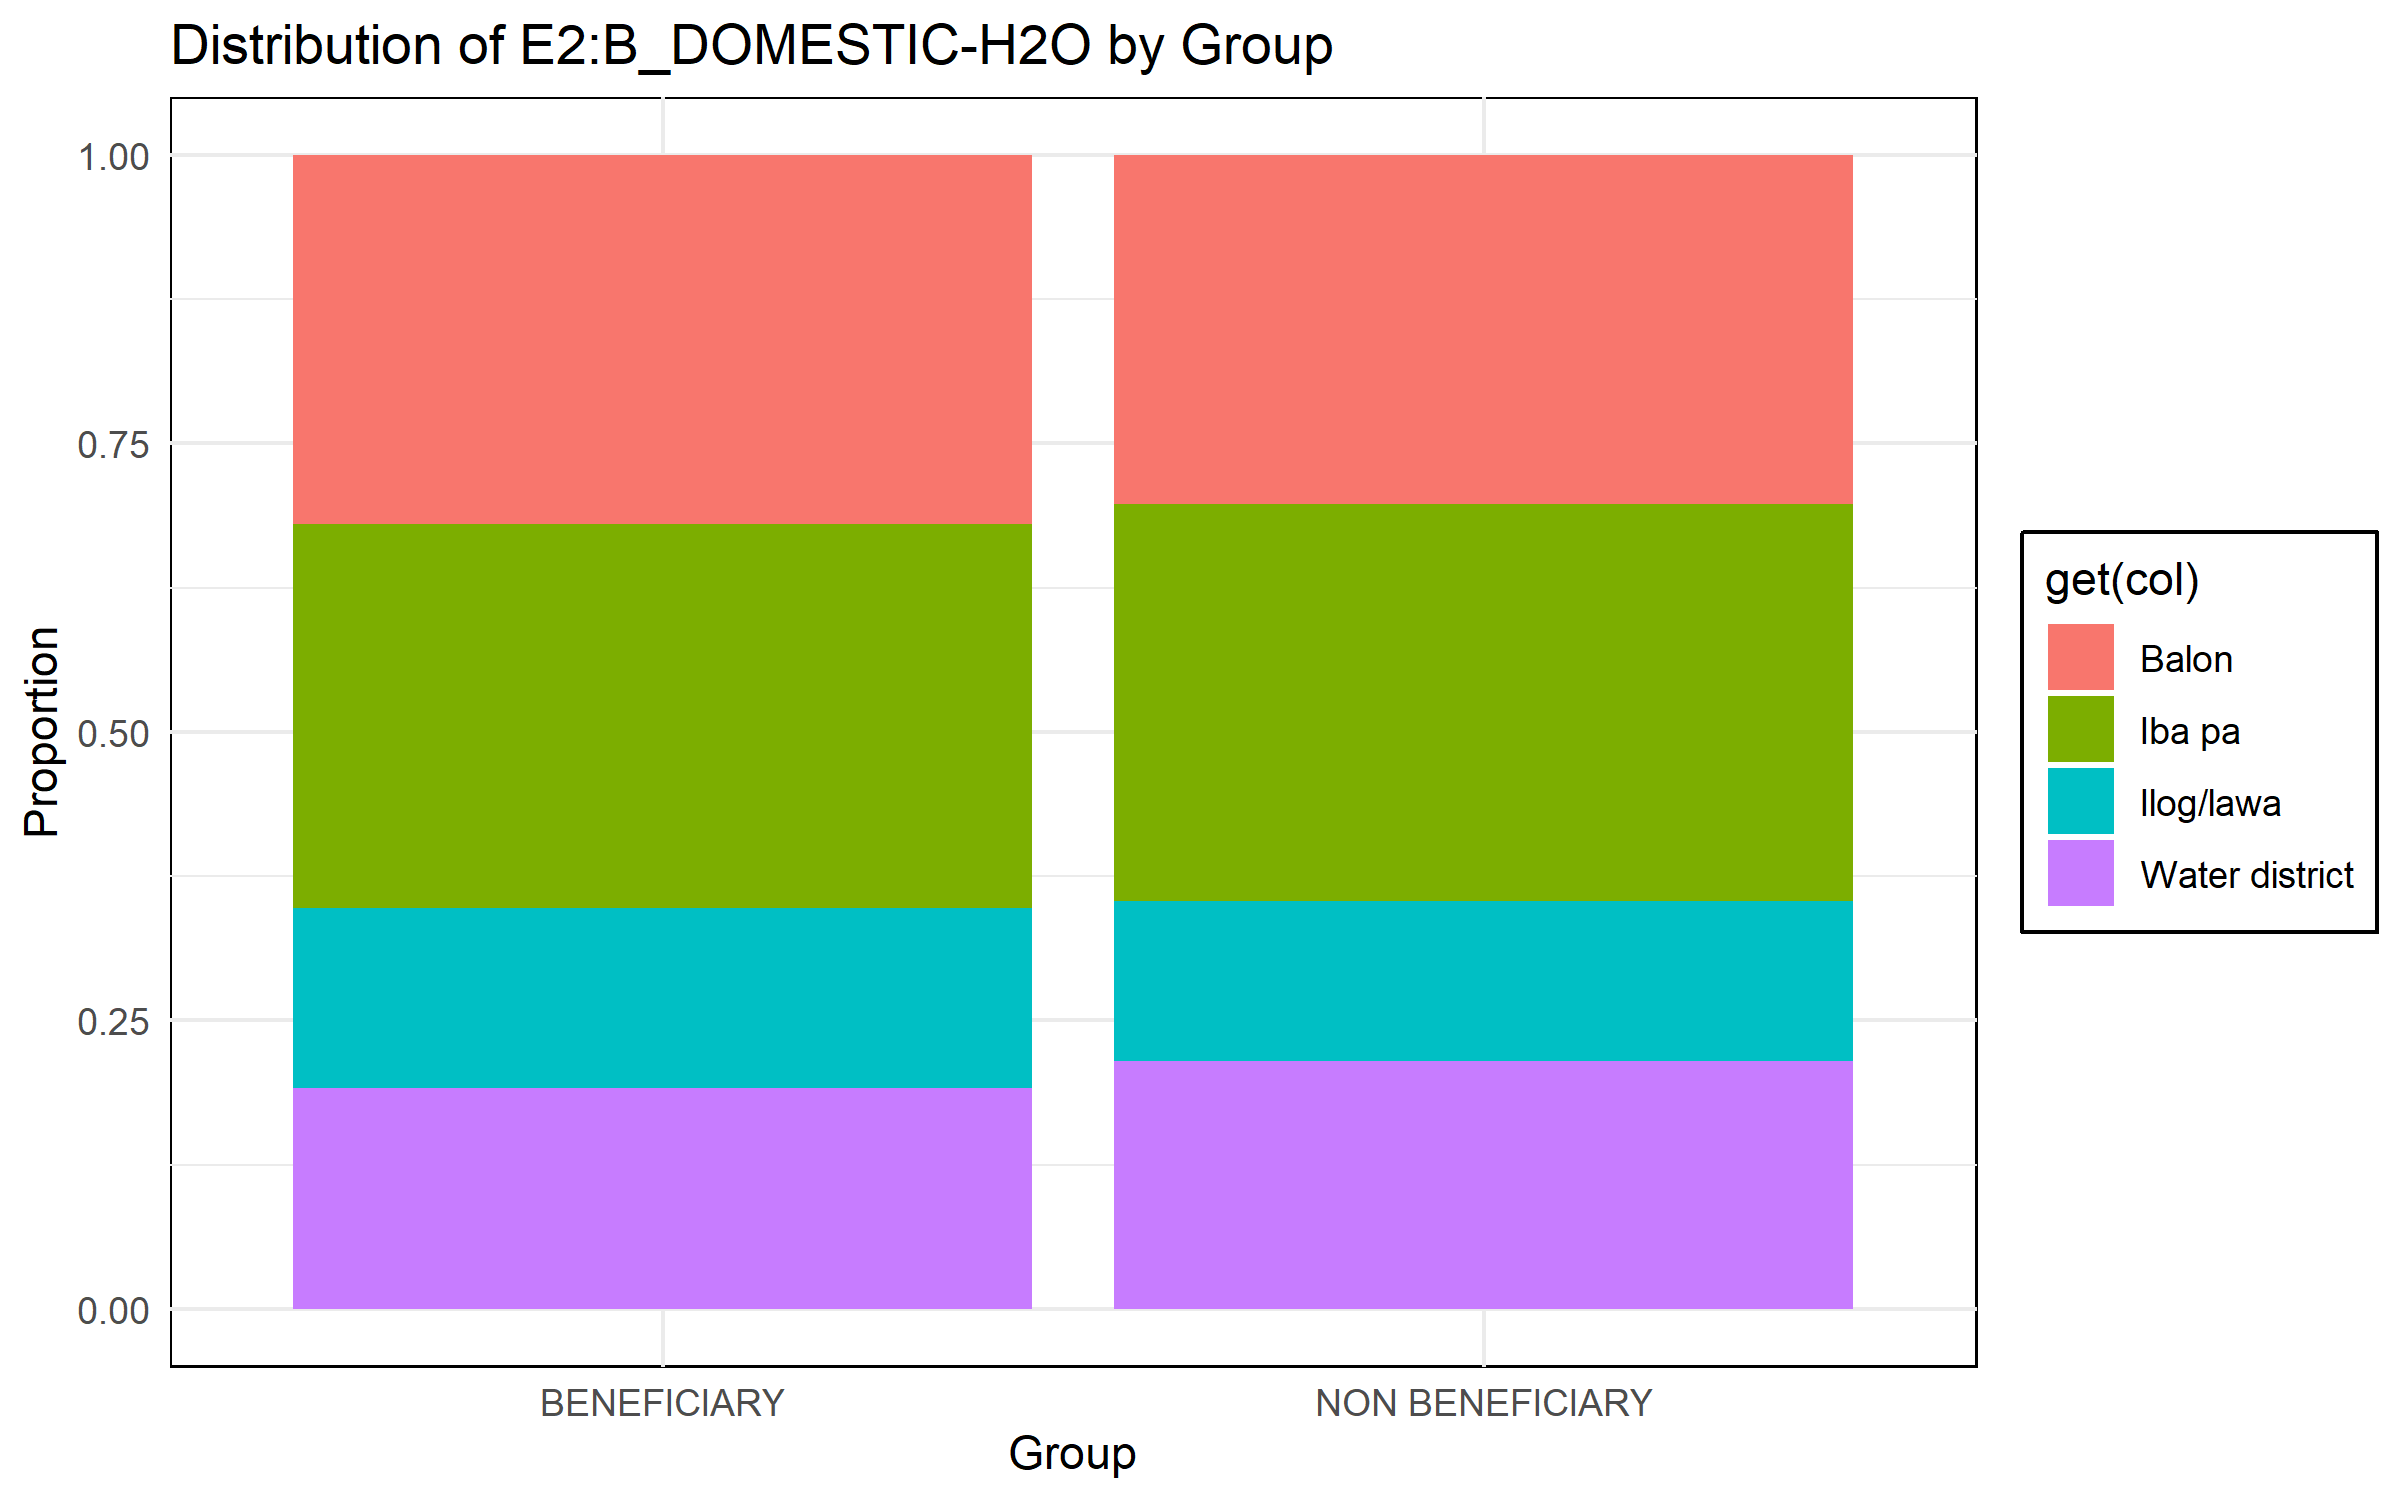 Distribution of E2:B_DOMESTIC-H2O by Group
1.00
0.75
0.50
0.25
0.00
Proportion
BENEFICIARY
NON BENEFICIARY
Group
get(col)
Balon
Iba pa
Ilog/lawa
Water district